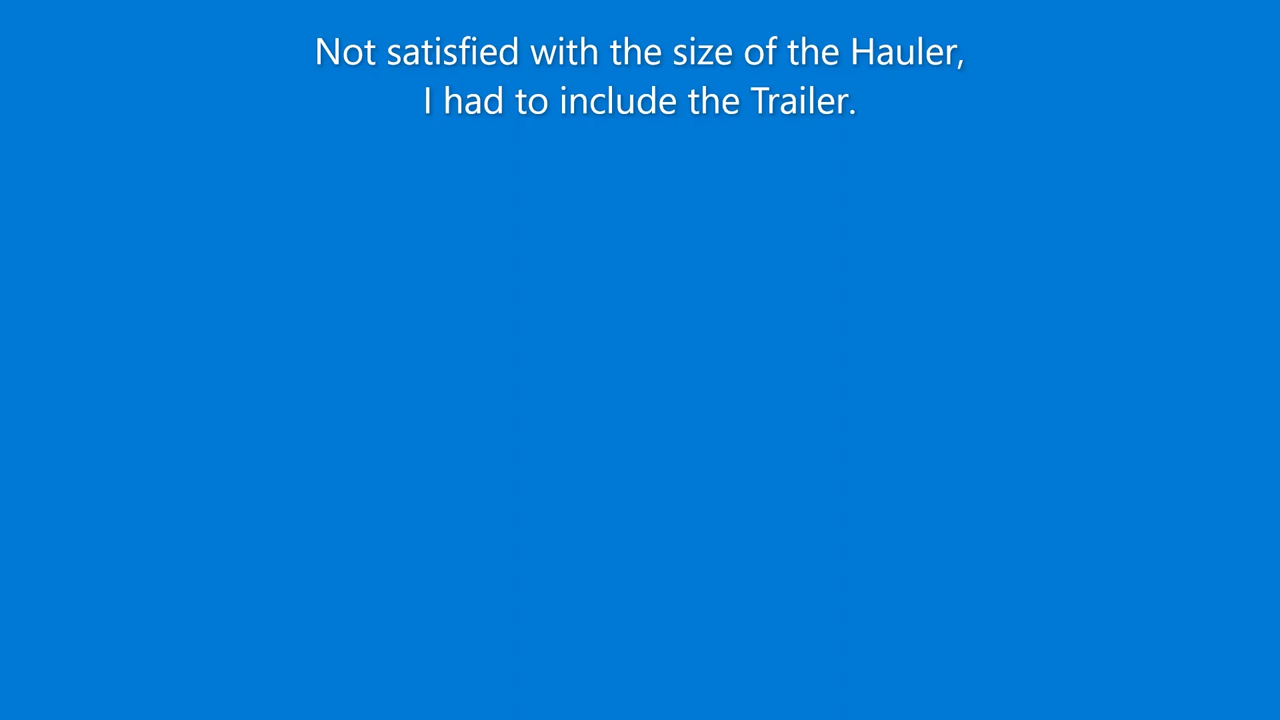 Not satisfied with the size of the Hauler,
I had to include the Trailer.